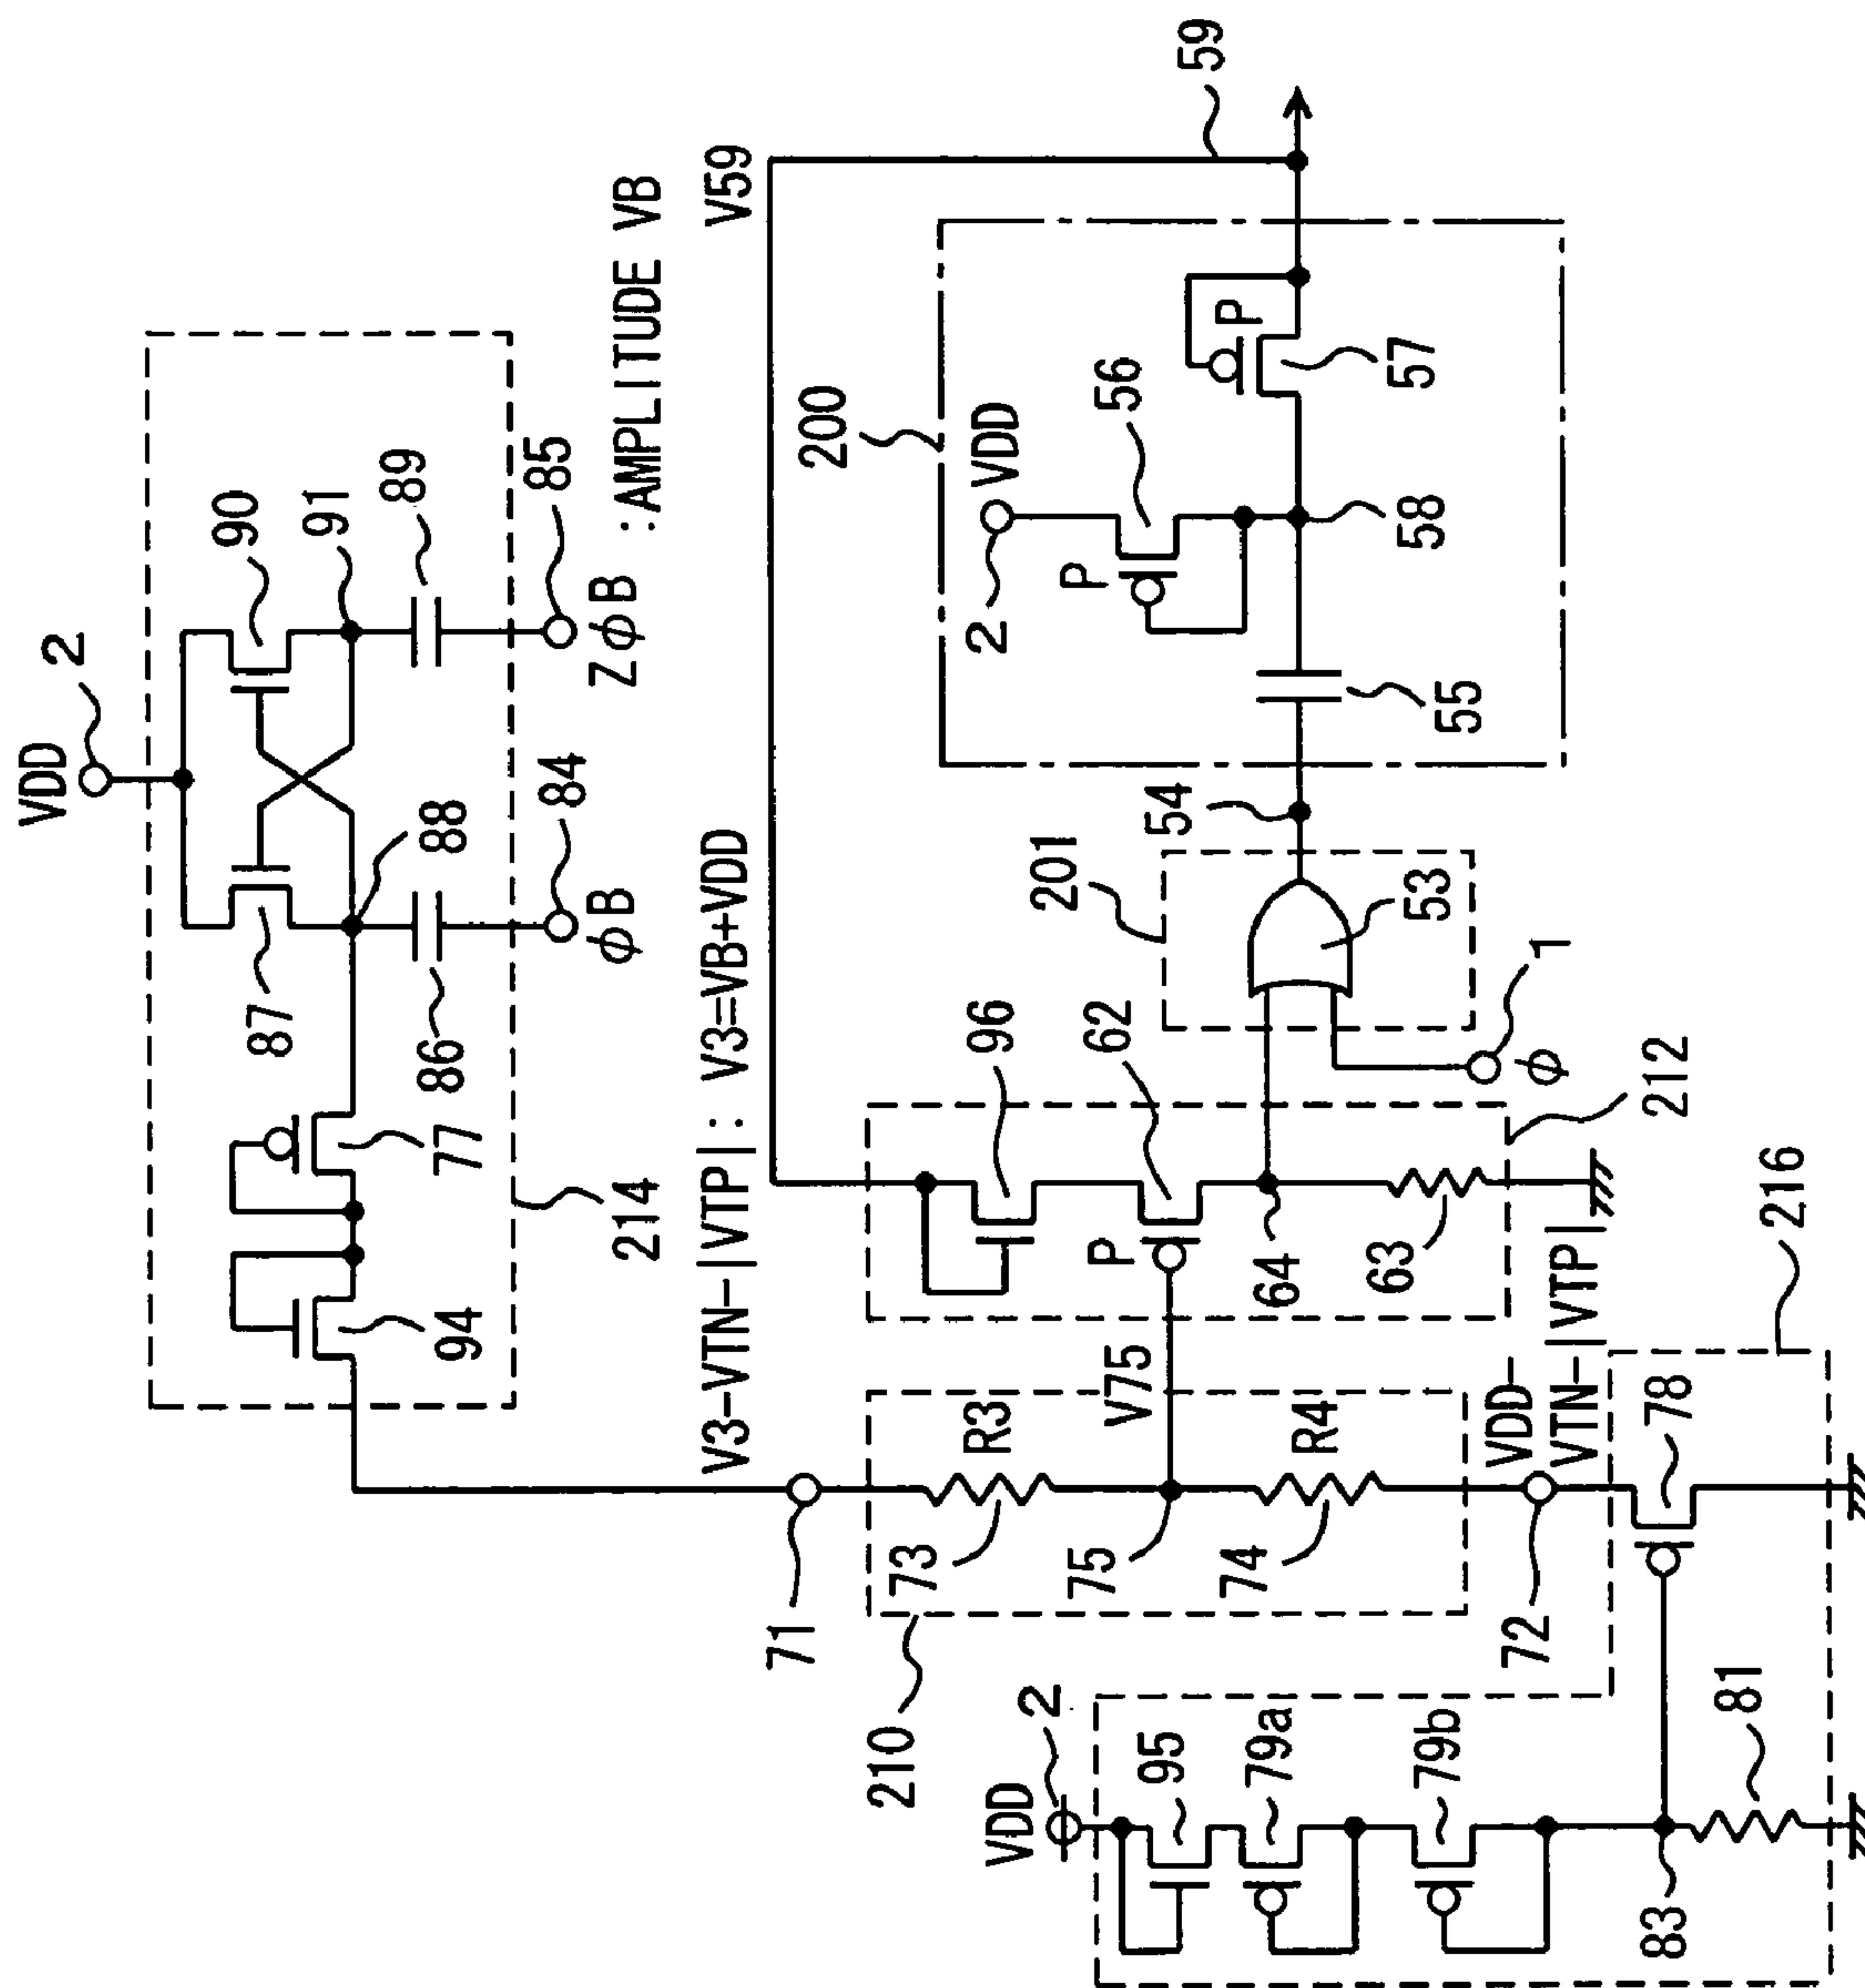 VDD
2
90
91
89
85
ZφB
87
88
86
84
φB
:AMPLITUDE VB
77
94
214
V3-VTN-|VTP|: V3=VB+VDD
V59
59
200
VDD
2
56
P
P
57
58
55
54
201
53
1
φ
96
62
P
64
63
212
71
210
73
R3
V75
75
74
R4
72
VDD-
VTN-|VTP|
78
216
VDD
2
95
79a
79b
83
81